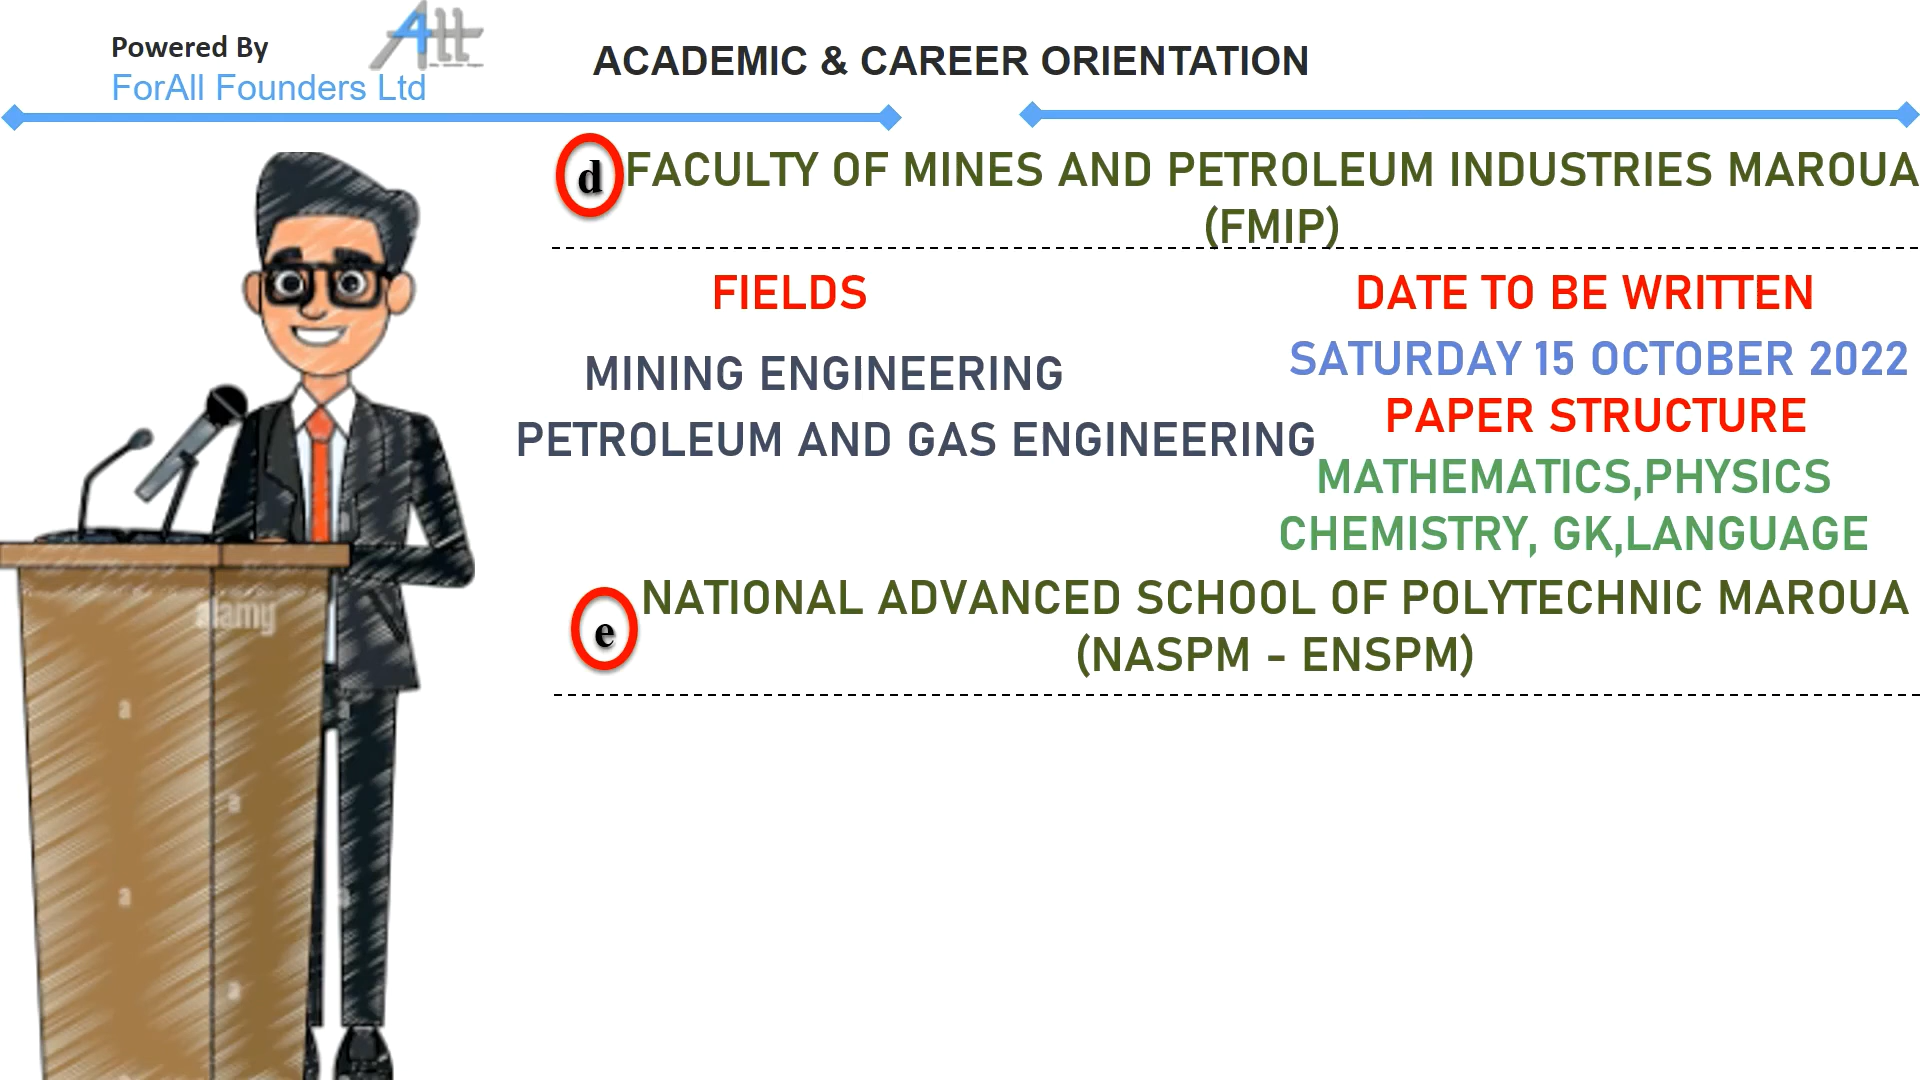 Powered By
ForAll Founders Ltd
Att
ACADEMIC & CAREER ORIENTATION
d
FACULTY OF MINES AND PETROLEUM INDUSTRIES MAROUA
(FMIP)
FIELDS
MINING ENGINEERING
PETROLEUM AND GAS ENGINEERING
DATE TO BE WRITTEN
SATURDAY 15 OCTOBER 2022
PAPER STRUCTURE
MATHEMATICS,PHYSICS
CHEMISTRY, GK,LANGUAGE
e
NATIONAL ADVANCED SCHOOL OF POLYTECHNIC MAROUA
(NASPM - ENSPM)
alamy
a
a
a
a
a
a